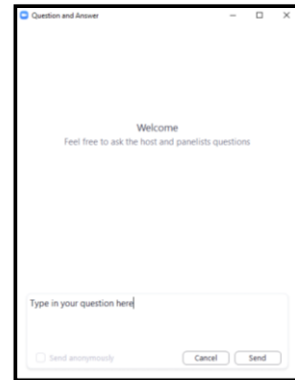 Question and Answer
Welcome
Feel free to ask the host and panelists questions
Type in your question here
Send anonymously
Cancel Send